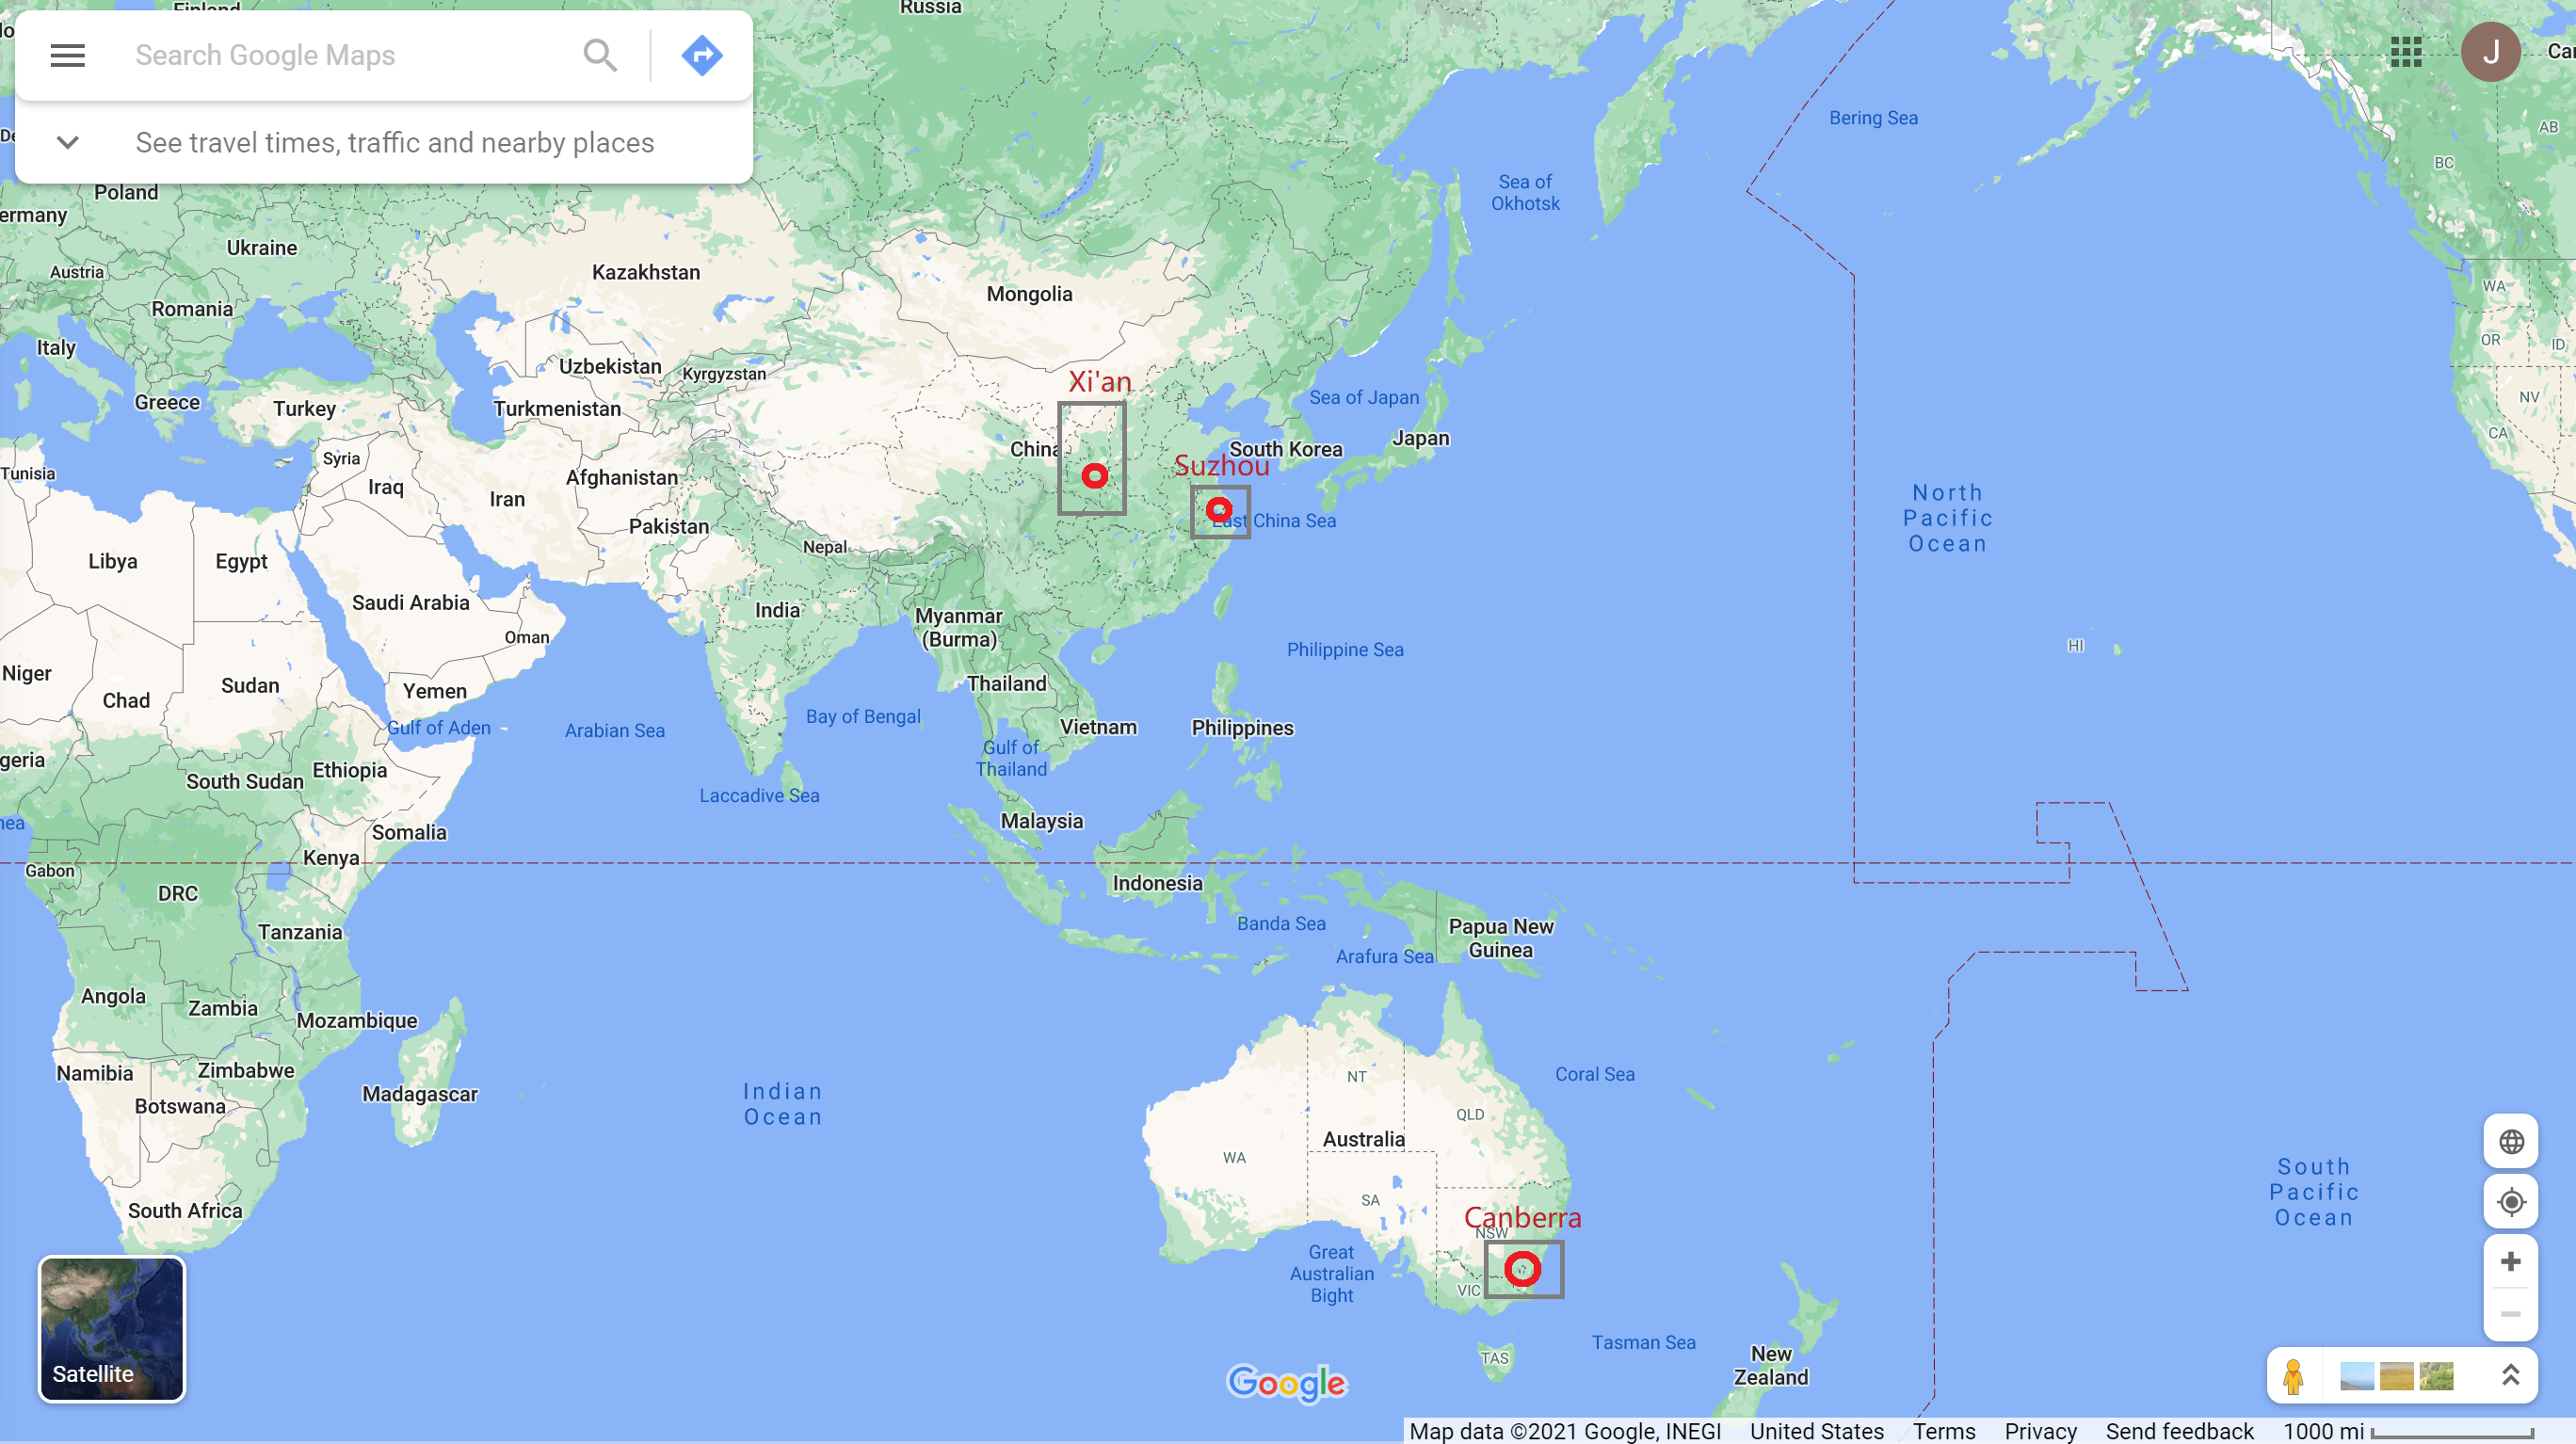 Finland
Russia
Search Google Maps
J
Ca
De
See travel times, traffic and nearby places
Bering Sea
AB
BC
Poland
Sea of
Okhotsk
ermany
Ukraine
Austria
Kazakhstan
Mongolia
WA
Romania
OR
ID
Italy
Uzbekistan
Kyrgyzstan
Xi'an
Sea of Japan
NV
Greece
Turkey
Turkmenistan
CA
Japan
China
South Korea
Syria
Suzhou
Tunisia
Afghanistan
Iraq
Iran
North
Pacific
Ocean
East China Sea
Pakistan
Nepal
Libya
Egypt
Saudi Arabia
India
Myanmar
(Burma)
Oman
HI
Philippine Sea
Niger
Chad
Sudan
Yemen
Thailand
Bay of Bengal
Gulf of Aden
Arabian Sea
Vietnam
Philippines
Gulf of
Thailand
geria
Ethiopia
South Sudan
Laccadive Sea
Malaysia
nea
Somalia
Kenya
Gabon
Indonesia
DRC
Banda Sea
Papua New
Guinea
Tanzania
Arafura Sea
Angola
Zambia
Mozambique
Namibia
Zimbabwe
Coral Sea
NT
Madagascar
Indian
Ocean
Botswana
QLD
Australia
WA
South
Pacific
Ocean
SA
South Africa
Canberra
NSW
Great
Australian
Bight
VIC
Tasman Sea
TAS
New
Zealand
Satellite
Google
Map data ©2021 Google, INEGI United States Terms Privacy Send feedback 1000 mi